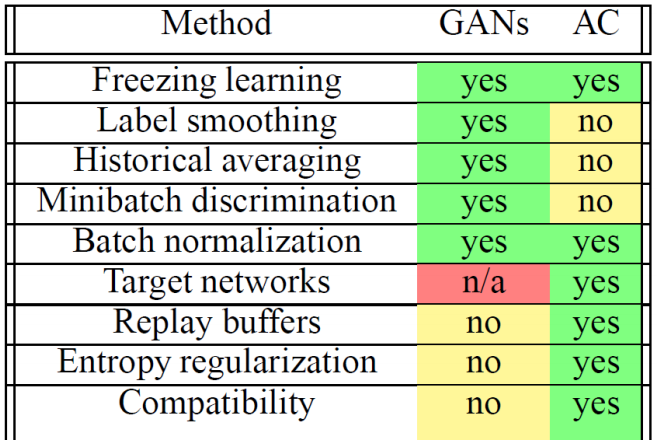 Method GANs AC
Freezing learning yes yes
Label smoothing yes no
Historical averaging yes no
Minibatch discrimination yes no
Batch normalization yes yes
Target networks n/a yes
Replay buffers no yes
Entropy regularization no yes
Compatibility no yes